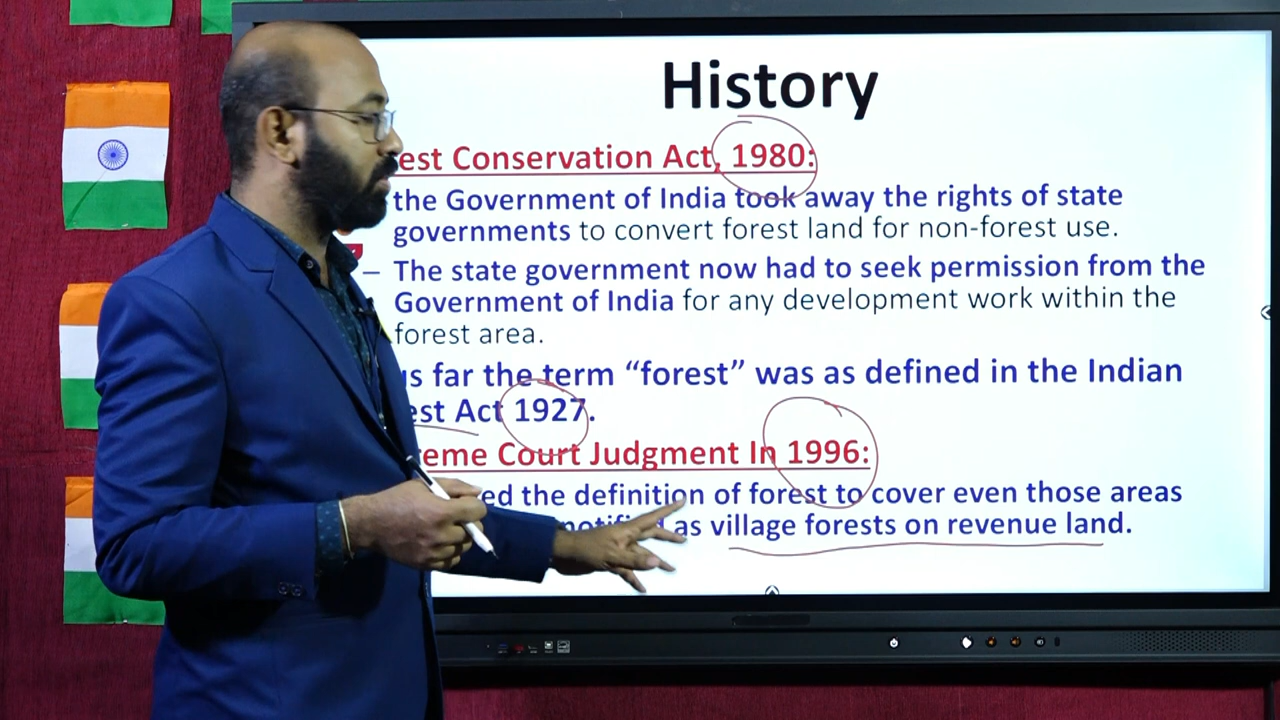 History
est Conservation Act, 1980:
the Government of India took away the rights of state
governments to convert forest land for non-forest use.
– The state government now had to seek permission from the
Government of India for any development work within the
forest area.
us far the term “forest” was as defined in the Indian
est Act 1927.
reme Court Judgment In 1996:
ed the definition of forest to cover even those areas
notified as village forests on revenue land.